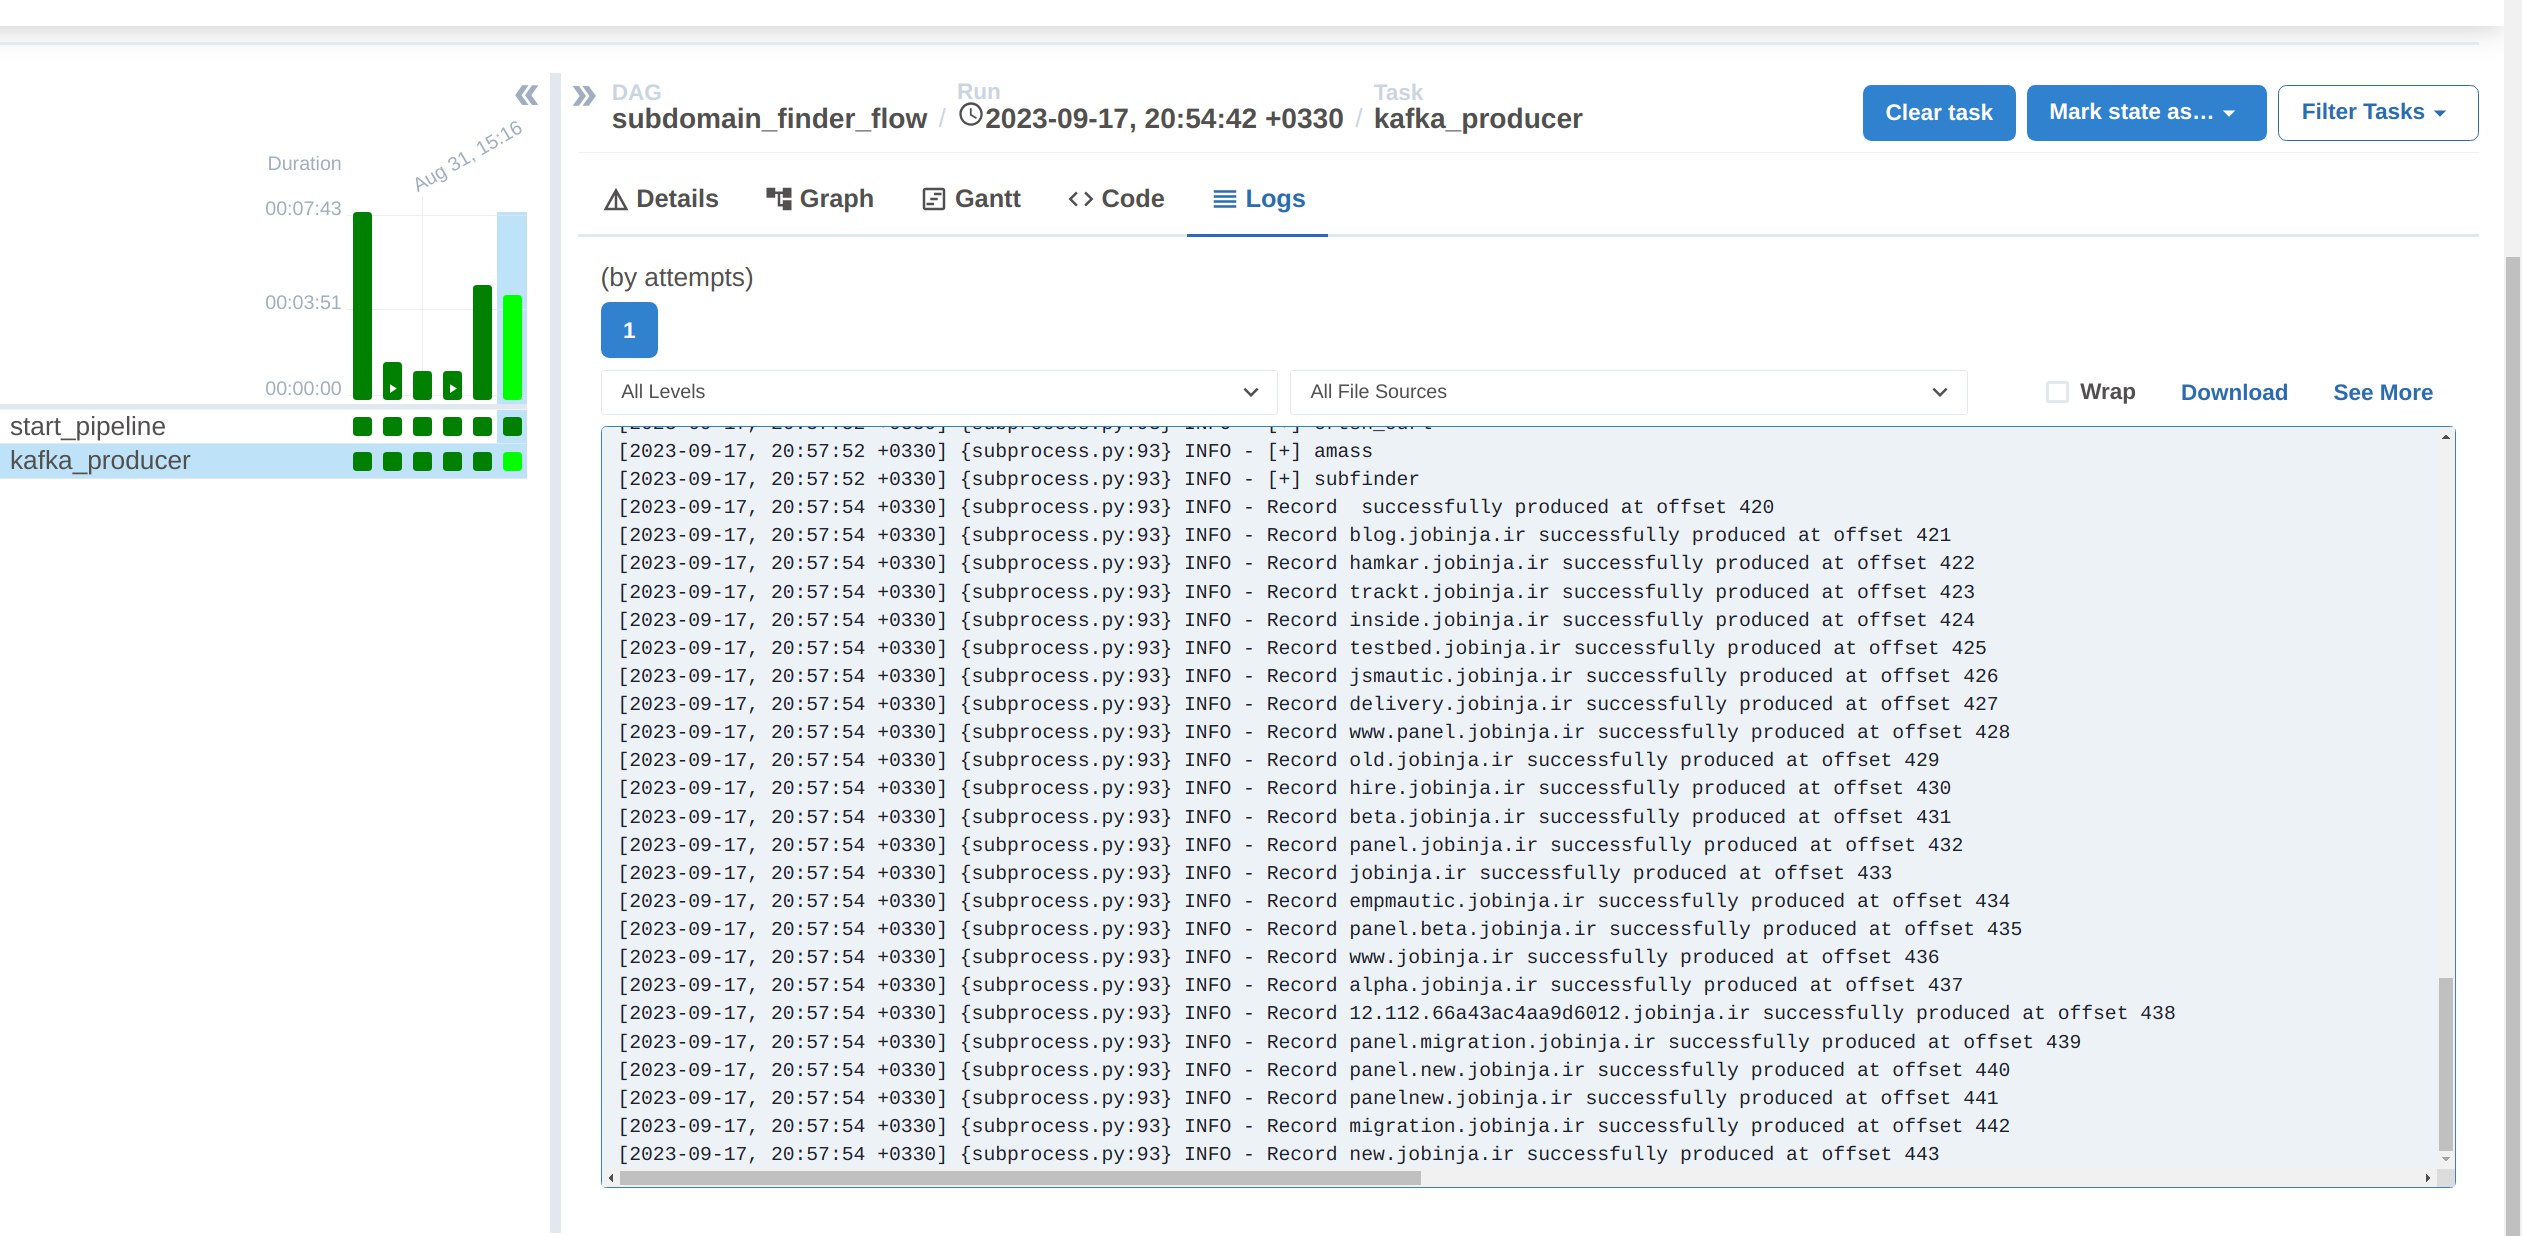 DAG
subdomain_finder_flow
/
Run
2023-09-17, 20:54:42 +0330
/
Task
kafka_producer
Clear task
Mark state as...
Filter Tasks
Aug 31, 15:16
Duration
00:07:43
00:03:51
00:00:00
start_pipeline
kafka_producer
Details
Graph
Gantt
Code
Logs
(by attempts)
1
All Levels
All File Sources
Wrap
Download
See More
[2023-09-17, 20:57:52 +0330] {subprocess.py:93} INFO - [+] amass
[2023-09-17, 20:57:52 +0330] {subprocess.py:93} INFO - [+] subfinder
[2023-09-17, 20:57:54 +0330] {subprocess.py:93} INFO - Record  successfully produced at offset 420
[2023-09-17, 20:57:54 +0330] {subprocess.py:93} INFO - Record blog.jobinja.ir successfully produced at offset 421
[2023-09-17, 20:57:54 +0330] {subprocess.py:93} INFO - Record hamkar.jobinja.ir successfully produced at offset 422
[2023-09-17, 20:57:54 +0330] {subprocess.py:93} INFO - Record trackt.jobinja.ir successfully produced at offset 423
[2023-09-17, 20:57:54 +0330] {subprocess.py:93} INFO - Record inside.jobinja.ir successfully produced at offset 424
[2023-09-17, 20:57:54 +0330] {subprocess.py:93} INFO - Record testbed.jobinja.ir successfully produced at offset 425
[2023-09-17, 20:57:54 +0330] {subprocess.py:93} INFO - Record jsmautic.jobinja.ir successfully produced at offset 426
[2023-09-17, 20:57:54 +0330] {subprocess.py:93} INFO - Record delivery.jobinja.ir successfully produced at offset 427
[2023-09-17, 20:57:54 +0330] {subprocess.py:93} INFO - Record www.panel.jobinja.ir successfully produced at offset 428
[2023-09-17, 20:57:54 +0330] {subprocess.py:93} INFO - Record old.jobinja.ir successfully produced at offset 429
[2023-09-17, 20:57:54 +0330] {subprocess.py:93} INFO - Record hire.jobinja.ir successfully produced at offset 430
[2023-09-17, 20:57:54 +0330] {subprocess.py:93} INFO - Record beta.jobinja.ir successfully produced at offset 431
[2023-09-17, 20:57:54 +0330] {subprocess.py:93} INFO - Record panel.jobinja.ir successfully produced at offset 432
[2023-09-17, 20:57:54 +0330] {subprocess.py:93} INFO - Record jobinja.ir successfully produced at offset 433
[2023-09-17, 20:57:54 +0330] {subprocess.py:93} INFO - Record empmautic.jobinja.ir successfully produced at offset 434
[2023-09-17, 20:57:54 +0330] {subprocess.py:93} INFO - Record panel.beta.jobinja.ir successfully produced at offset 435
[2023-09-17, 20:57:54 +0330] {subprocess.py:93} INFO - Record www.jobinja.ir successfully produced at offset 436
[2023-09-17, 20:57:54 +0330] {subprocess.py:93} INFO - Record alpha.jobinja.ir successfully produced at offset 437
[2023-09-17, 20:57:54 +0330] {subprocess.py:93} INFO - Record 12.112.66a43ac4aa9d6012.jobinja.ir successfully produced at offset 438
[2023-09-17, 20:57:54 +0330] {subprocess.py:93} INFO - Record panel.migration.jobinja.ir successfully produced at offset 439
[2023-09-17, 20:57:54 +0330] {subprocess.py:93} INFO - Record panel.new.jobinja.ir successfully produced at offset 440
[2023-09-17, 20:57:54 +0330] {subprocess.py:93} INFO - Record panelnew.jobinja.ir successfully produced at offset 441
[2023-09-17, 20:57:54 +0330] {subprocess.py:93} INFO - Record migration.jobinja.ir successfully produced at offset 442
[2023-09-17, 20:57:54 +0330] {subprocess.py:93} INFO - Record new.jobinja.ir successfully produced at offset 443